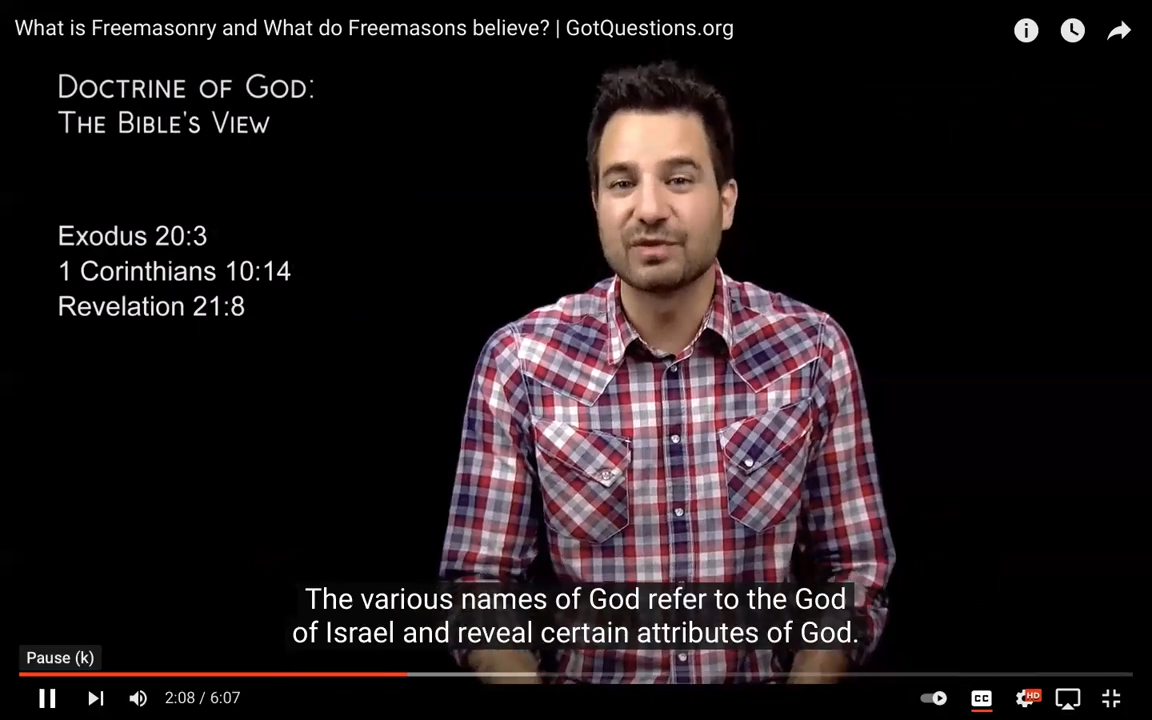 What is Freemasonry and What do Freemasons believe? | GotQuestions.org
DOCTRINE OF GOD:
THE BIBLE'S VIEW
Exodus 20:3
1 Corinthians 10:14
Revelation 21:8
The various names of God refer to the God
of Israel and reveal certain attributes of God.
Pause (k)
2:08 / 6:07
CC
HD